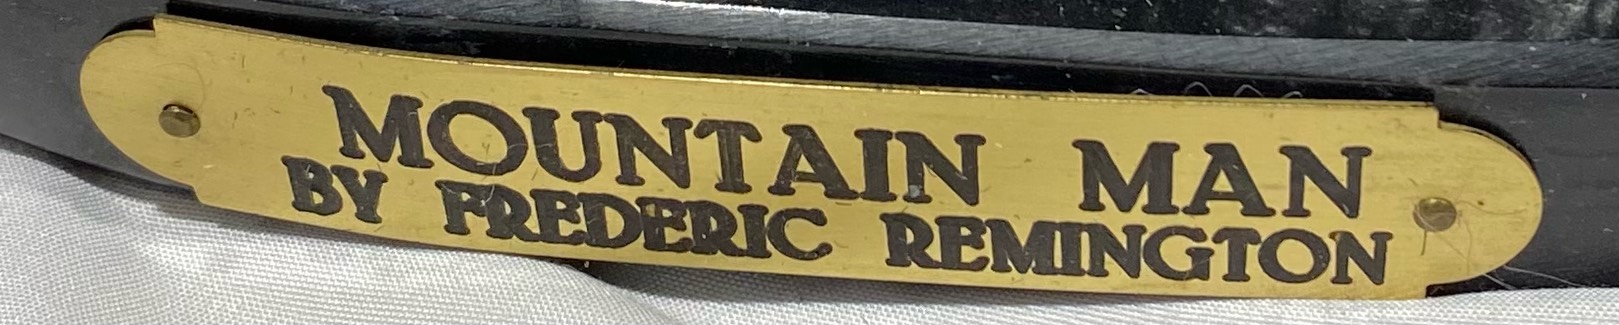 MOUNTAIN MAN
BY FREDERIC REMINGTON